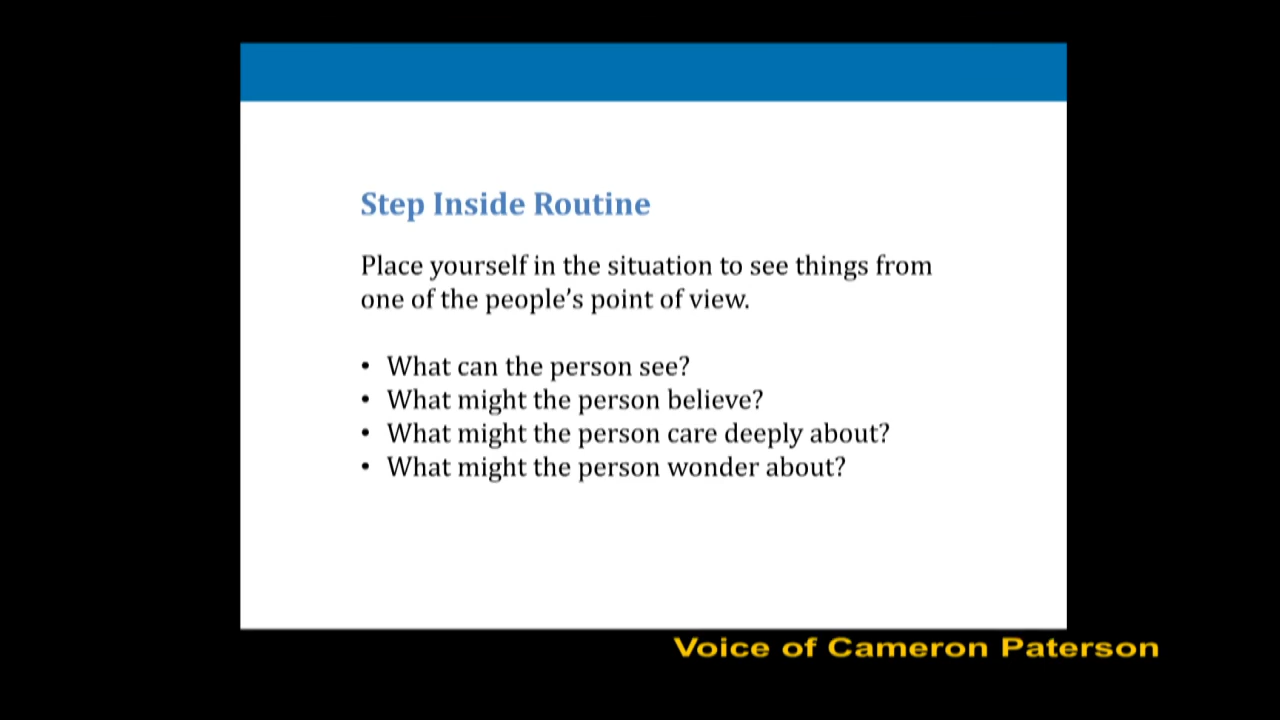 Step Inside Routine
Place yourself in the situation to see things from
one of the people’s point of view.
• What can the person see?
• What might the person believe?
• What might the person care deeply about?
• What might the person wonder about?
Voice of Cameron Paterson